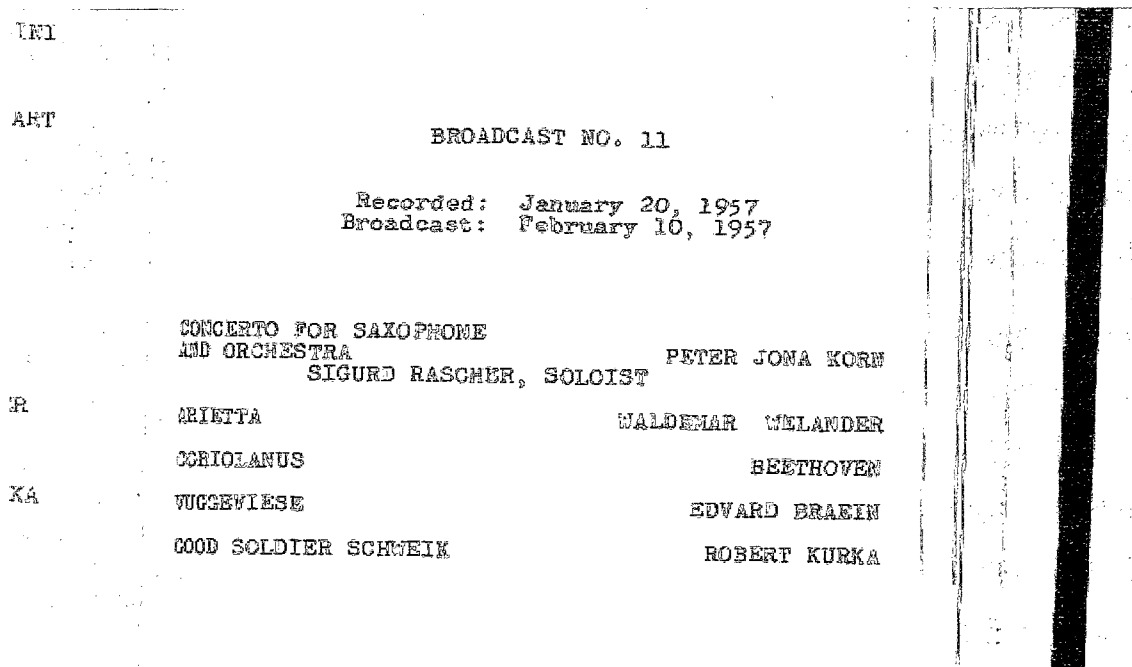 INI
ART
BROADCAST NO. 11
Recorded: January 20, 1957
Broadcast: February 10, 1957
CONCERTO FOR SAXOPHONE
AND ORCHESTRA PETER JONA KORN
SIGURD RASCHER, SOLOIST
R
ARIETTA WALDEMAR WELANDER
CORIOLANUS BEETHOVEN
KA
VUGGEVIESE EDVARD BRAEIN
GOOD SOLDIER SCHWEIK ROBERT KURKA